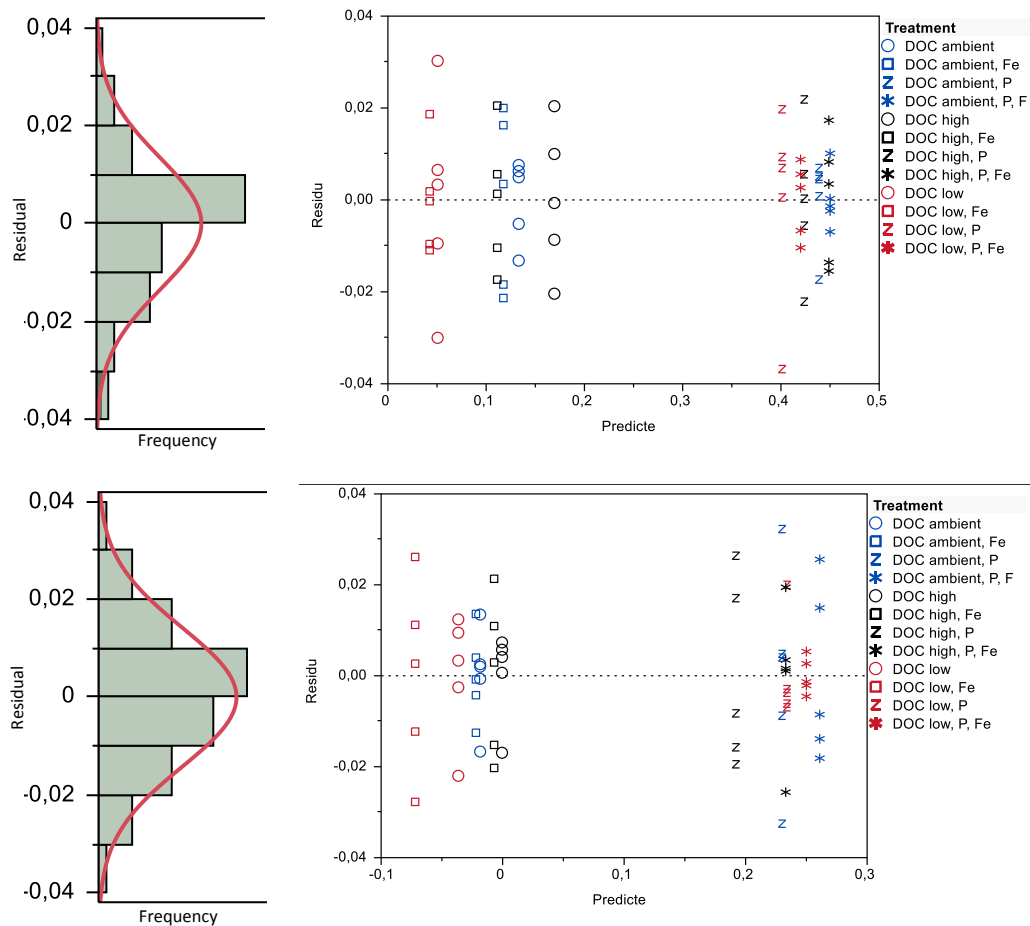 0,04
0,02
0
-0,02
-0,04
Residual
Frequency
0,04
0,02
0,00
-0,02
-0,04
Residu
0
0,1
0,2
0,3
0,4
0,5
Predicte
Treatment
DOC ambient
DOC ambient, Fe
DOC ambient, P
DOC ambient, P, F
DOC high
DOC high, Fe
DOC high, P
DOC high, P, Fe
DOC low
DOC low, Fe
DOC low, P
DOC low, P, Fe
0,04
0,02
0
-0,02
-0,04
Residual
Frequency
0,04
0,02
0,00
-0,02
-0,04
Residu
-0,1
0
0,1
0,2
0,3
Predicte
Treatment
DOC ambient
DOC ambient, Fe
DOC ambient, P
DOC ambient, P, F
DOC high
DOC high, Fe
DOC high, P
DOC high, P, Fe
DOC low
DOC low, Fe
DOC low, P
DOC low, P, Fe